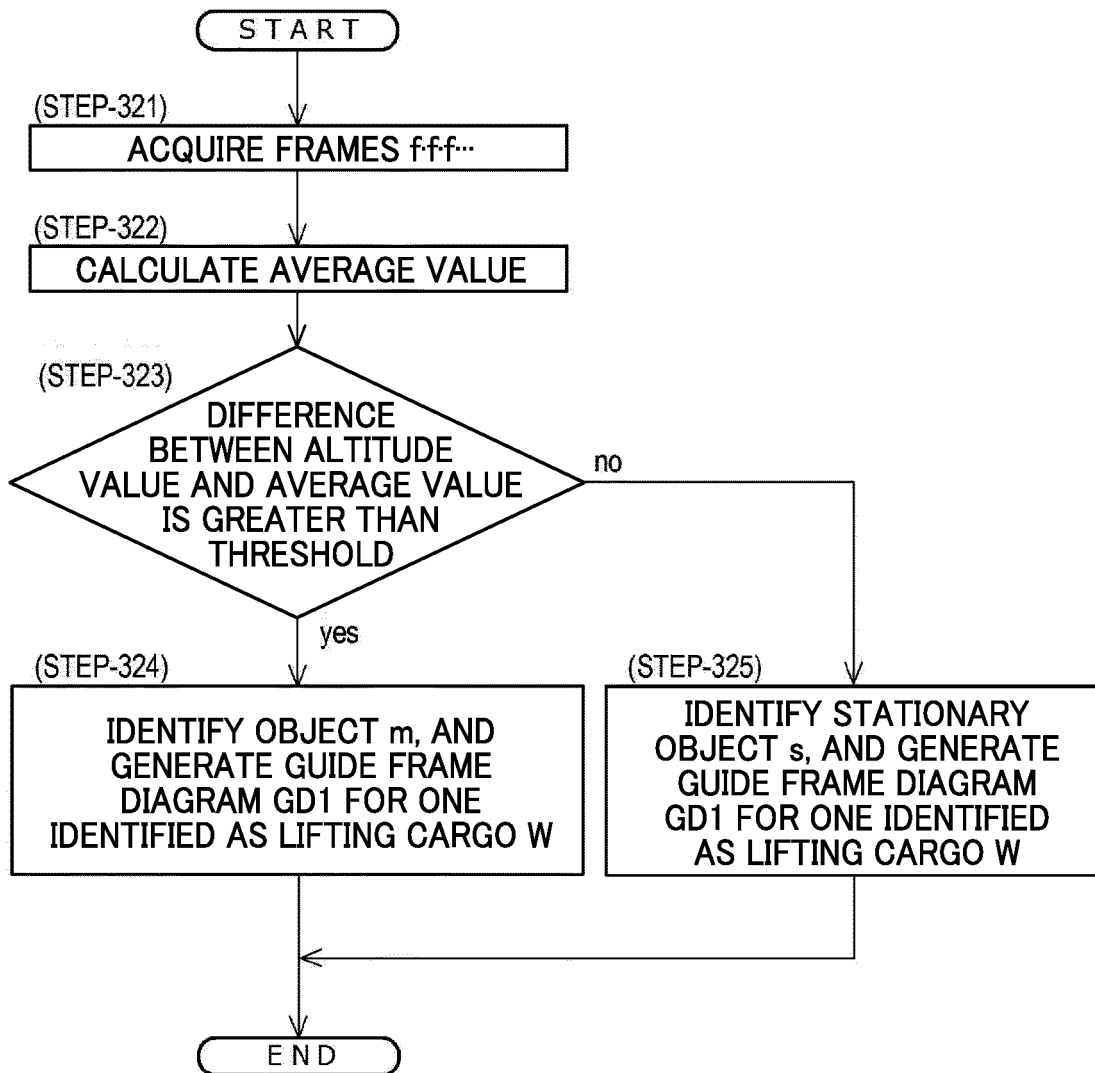 START
(STEP-321)
ACQUIRE FRAMES f·f·f···
(STEP-322)
CALCULATE AVERAGE VALUE
(STEP-323)
DIFFERENCE
BETWEEN ALTITUDE
VALUE AND AVERAGE VALUE
IS GREATER THAN
THRESHOLD
no
yes
(STEP-324)
IDENTIFY OBJECT m, AND
GENERATE GUIDE FRAME
DIAGRAM GD1 FOR ONE
IDENTIFIED AS LIFTING CARGO W
(STEP-325)
IDENTIFY STATIONARY
OBJECT s, AND GENERATE
GUIDE FRAME DIAGRAM
GD1 FOR ONE IDENTIFIED
AS LIFTING CARGO W
END